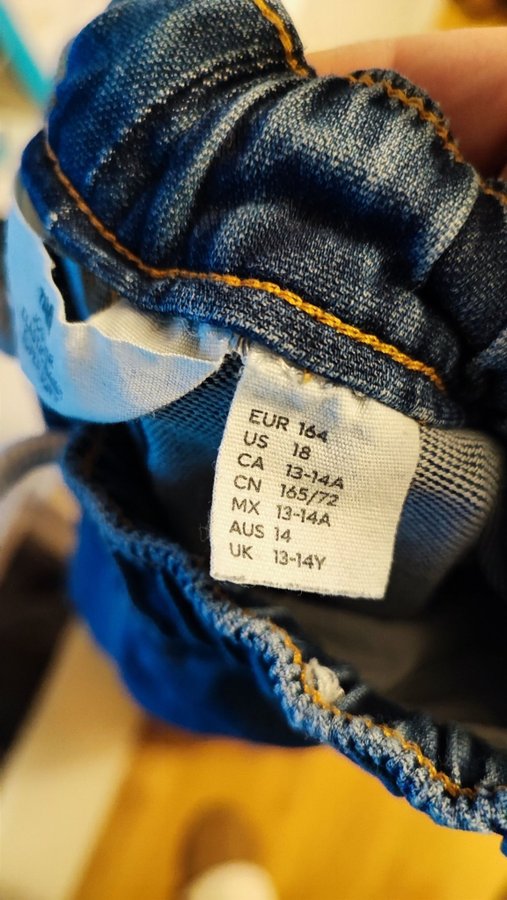 EUR 164
US 18
CA 13-14A
CN 165/72
MX 13-14A
AUS 14
UK 13-14Y